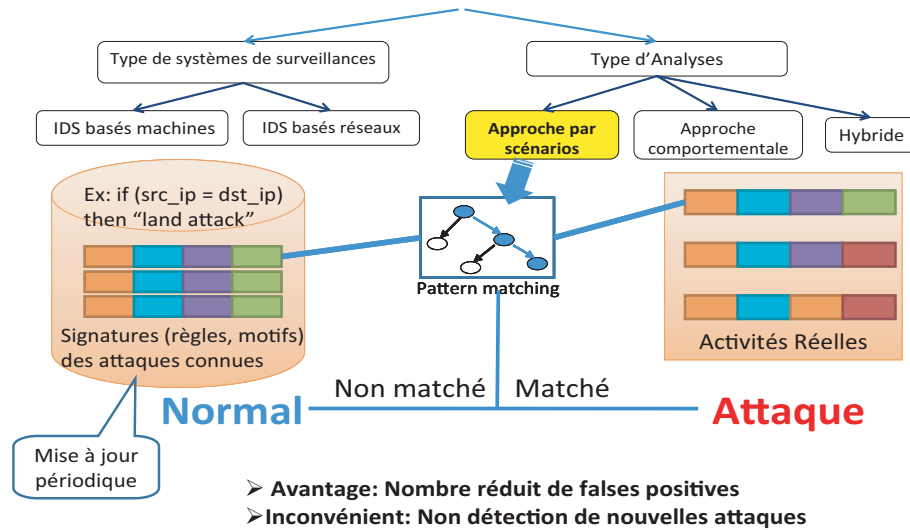 Type de systèmes de surveillances
Type d'Analyses
IDS basés machines
IDS basés réseaux
Approche par
scénarios
Approche
comportementale
Hybride
Ex: if (src_ip = dst_ip)
then "land attack"
Signatures (règles, motifs)
des attaques connues
Pattern matching
Activités Réelles
Non matché
Matché
Normal
Attaque
Mise à jour
périodique
➢ Avantage: Nombre réduit de falses positives
➢Inconvénient: Non détection de nouvelles attaques